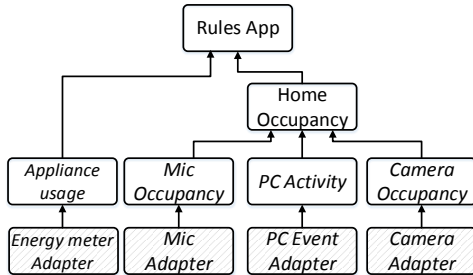 Rules App
Home
Occupancy
Appliance
usage
Mic
Occupancy
PC Activity
Camera
Occupancy
Energy meter
Adapter
Mic
Adapter
PC Event
Adapter
Camera
Adapter